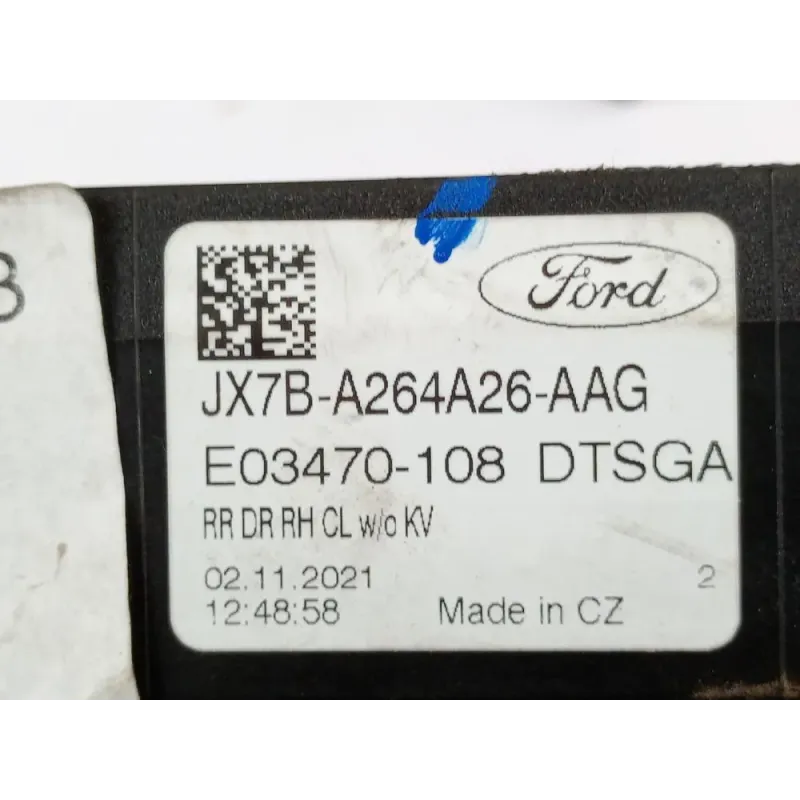 B
Ford
JX7B-A264A26-AAG
E03470-108 DTSGA
RR DR RH CL w/o KV
02.11.2021 2
12:48:58 Made in CZ